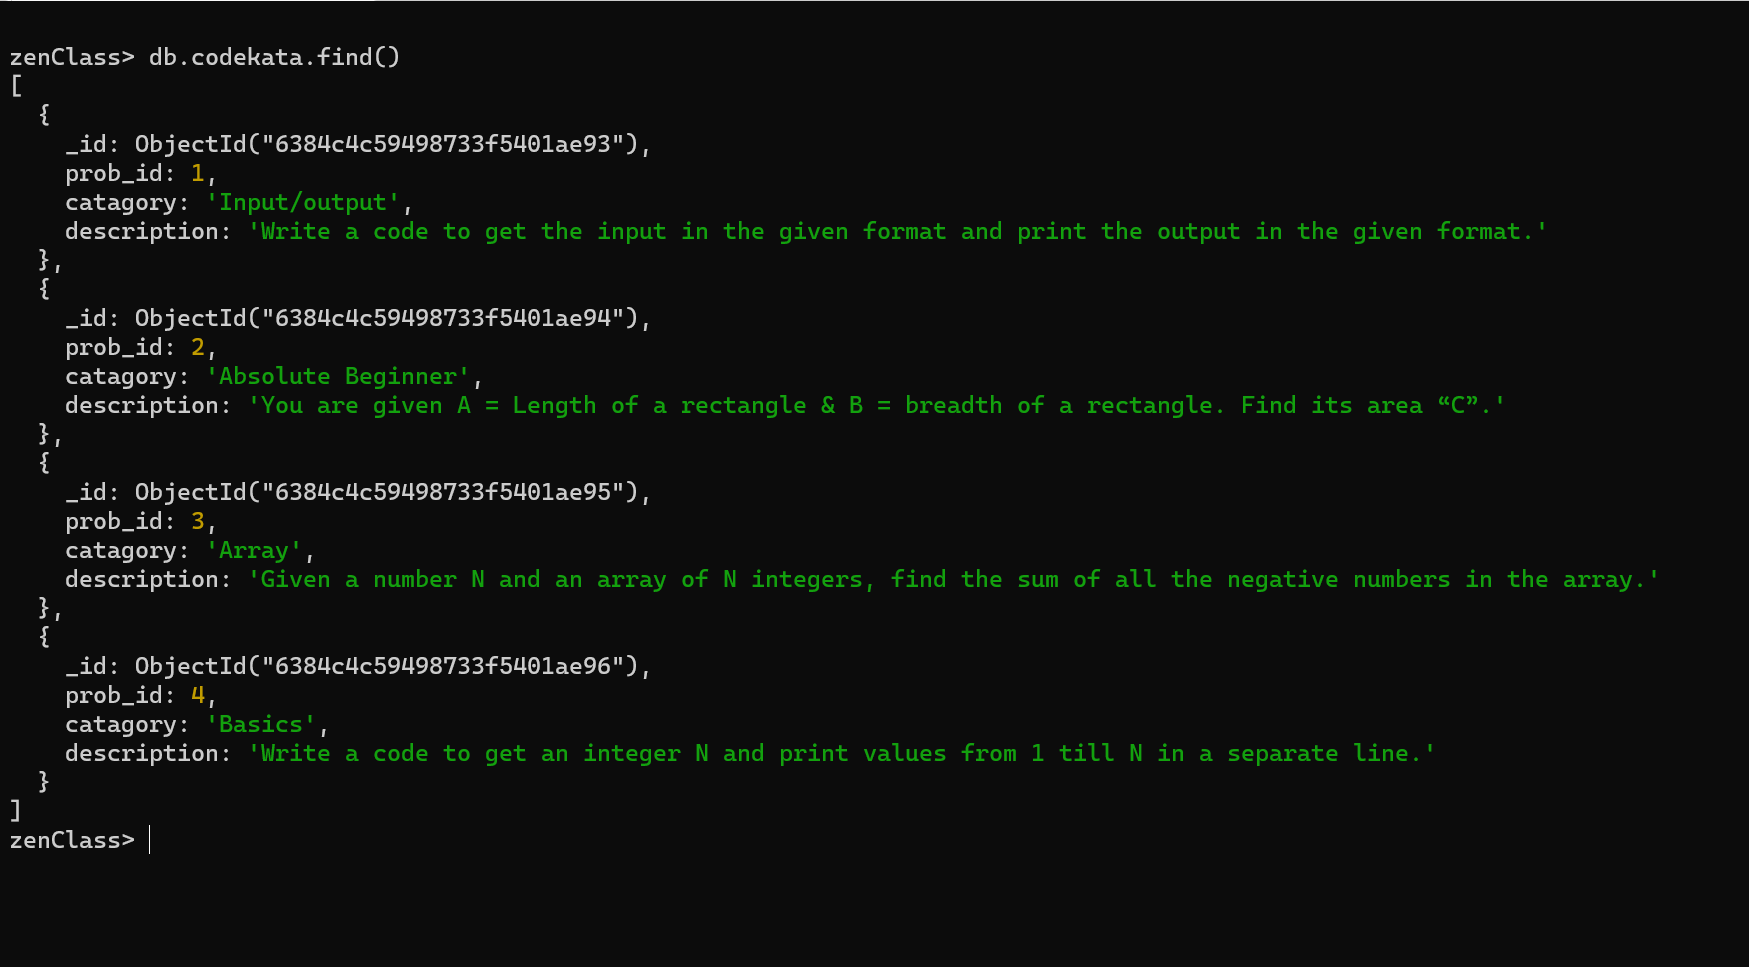 zenClass> db.codekata.find()
[
  {
    _id: ObjectId("6384c4c59498733f5401ae93"),
    prob_id: 1,
    catagory: 'Input/output',
    description: 'Write a code to get the input in the given format and print the output in the given format.'
  },
  {
    _id: ObjectId("6384c4c59498733f5401ae94"),
    prob_id: 2,
    catagory: 'Absolute Beginner',
    description: 'You are given A = Length of a rectangle & B = breadth of a rectangle. Find its area “C”.'
  },
  {
    _id: ObjectId("6384c4c59498733f5401ae95"),
    prob_id: 3,
    catagory: 'Array',
    description: 'Given a number N and an array of N integers, find the sum of all the negative numbers in the array.'
  },
  {
    _id: ObjectId("6384c4c59498733f5401ae96"),
    prob_id: 4,
    catagory: 'Basics',
    description: 'Write a code to get an integer N and print values from 1 till N in a separate line.'
  }
]
zenClass>